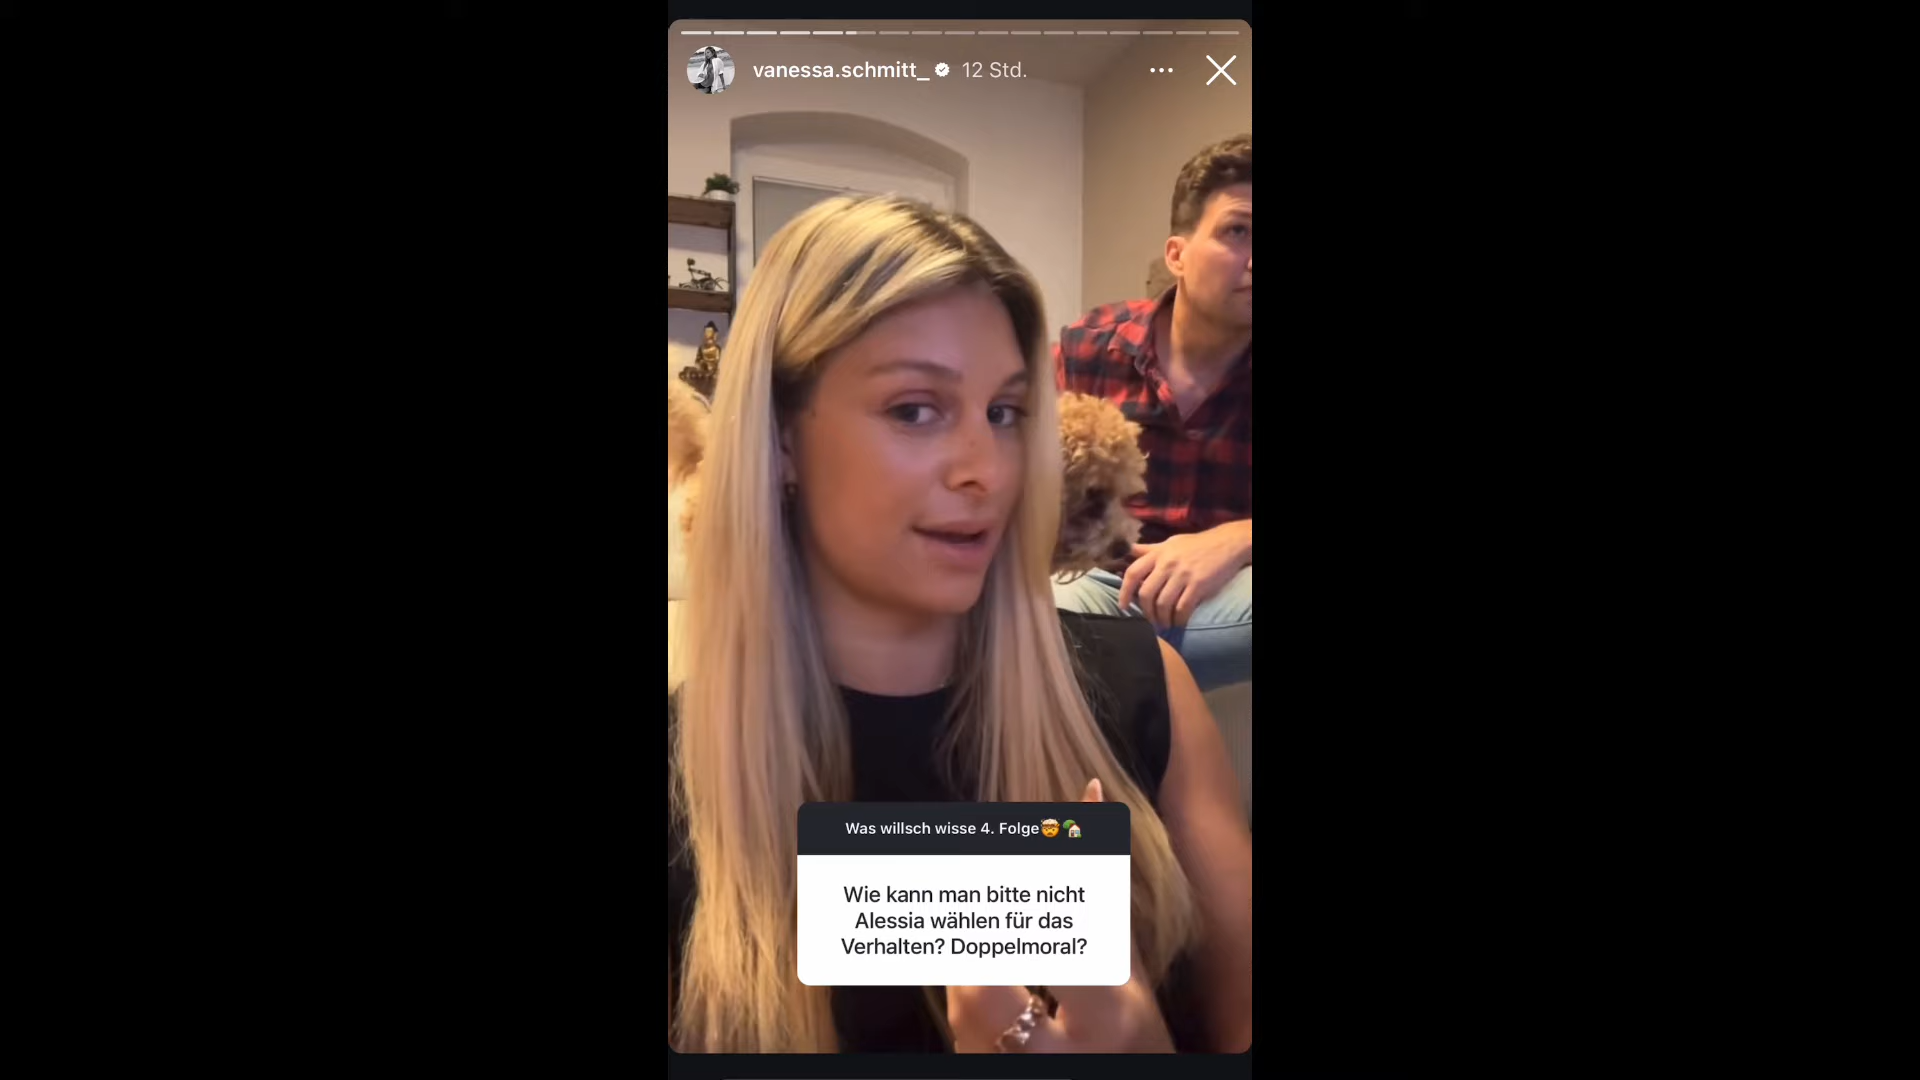 vanessa.schmitt_ 12 Std.
Was willsch wisse 4. Folge🤯🏡
Wie kann man bitte nicht
Alessia wählen für das
Verhalten? Doppelmoral?